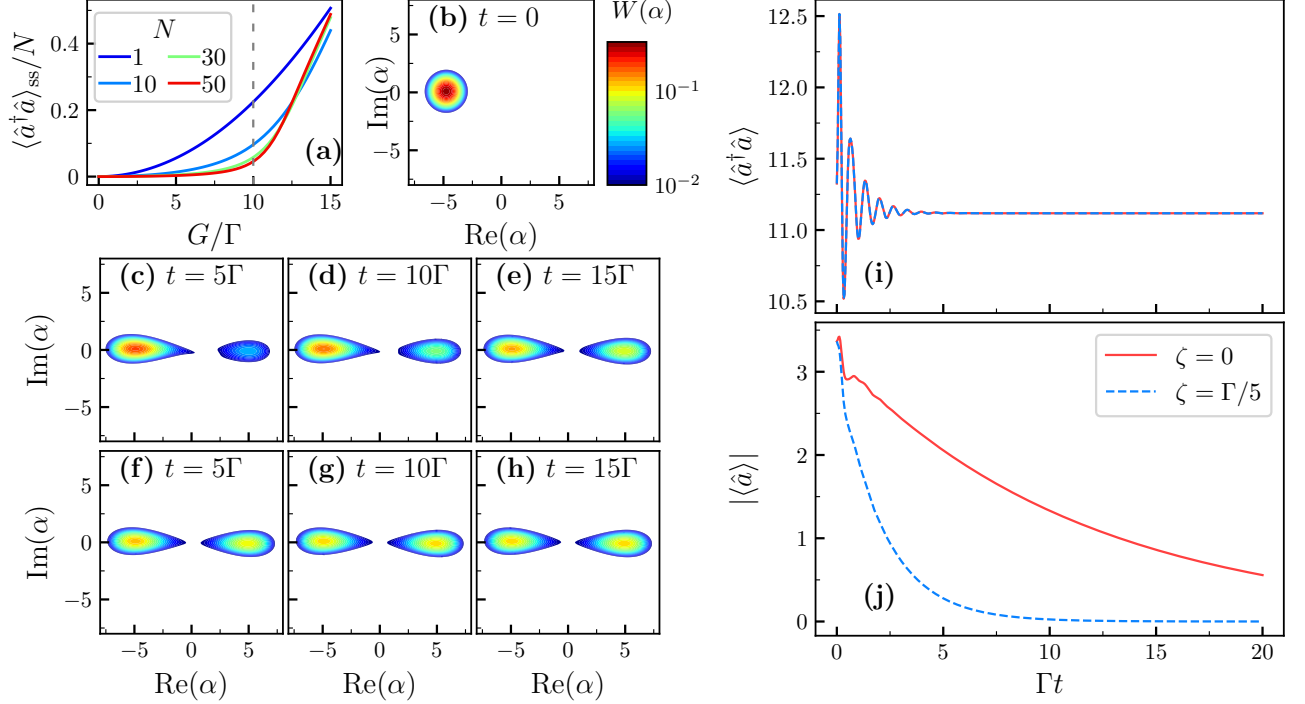 ⟨â†â⟩ss/N
0.4
0.2
0
N
1
30
10
50
(a)
0
5
10
15
G/Γ
(b) t = 0
Im(α)
5
0
−5
−5
0
5
Re(α)
W(α)
10⁻¹
10⁻²
(c) t = 5Γ
(d) t = 10Γ
(e) t = 15Γ
Im(α)
5
0
−5
(f) t = 5Γ
(g) t = 10Γ
(h) t = 15Γ
Im(α)
5
0
−5
−5
0
5
−5
0
5
−5
0
5
Re(α)
Re(α)
Re(α)
⟨â†â⟩
12.5
12.0
11.5
11.0
10.5
(i)
|⟨â⟩|
3
2
1
0
ζ = 0
ζ = Γ/5
(j)
0
5
10
15
20
Γt